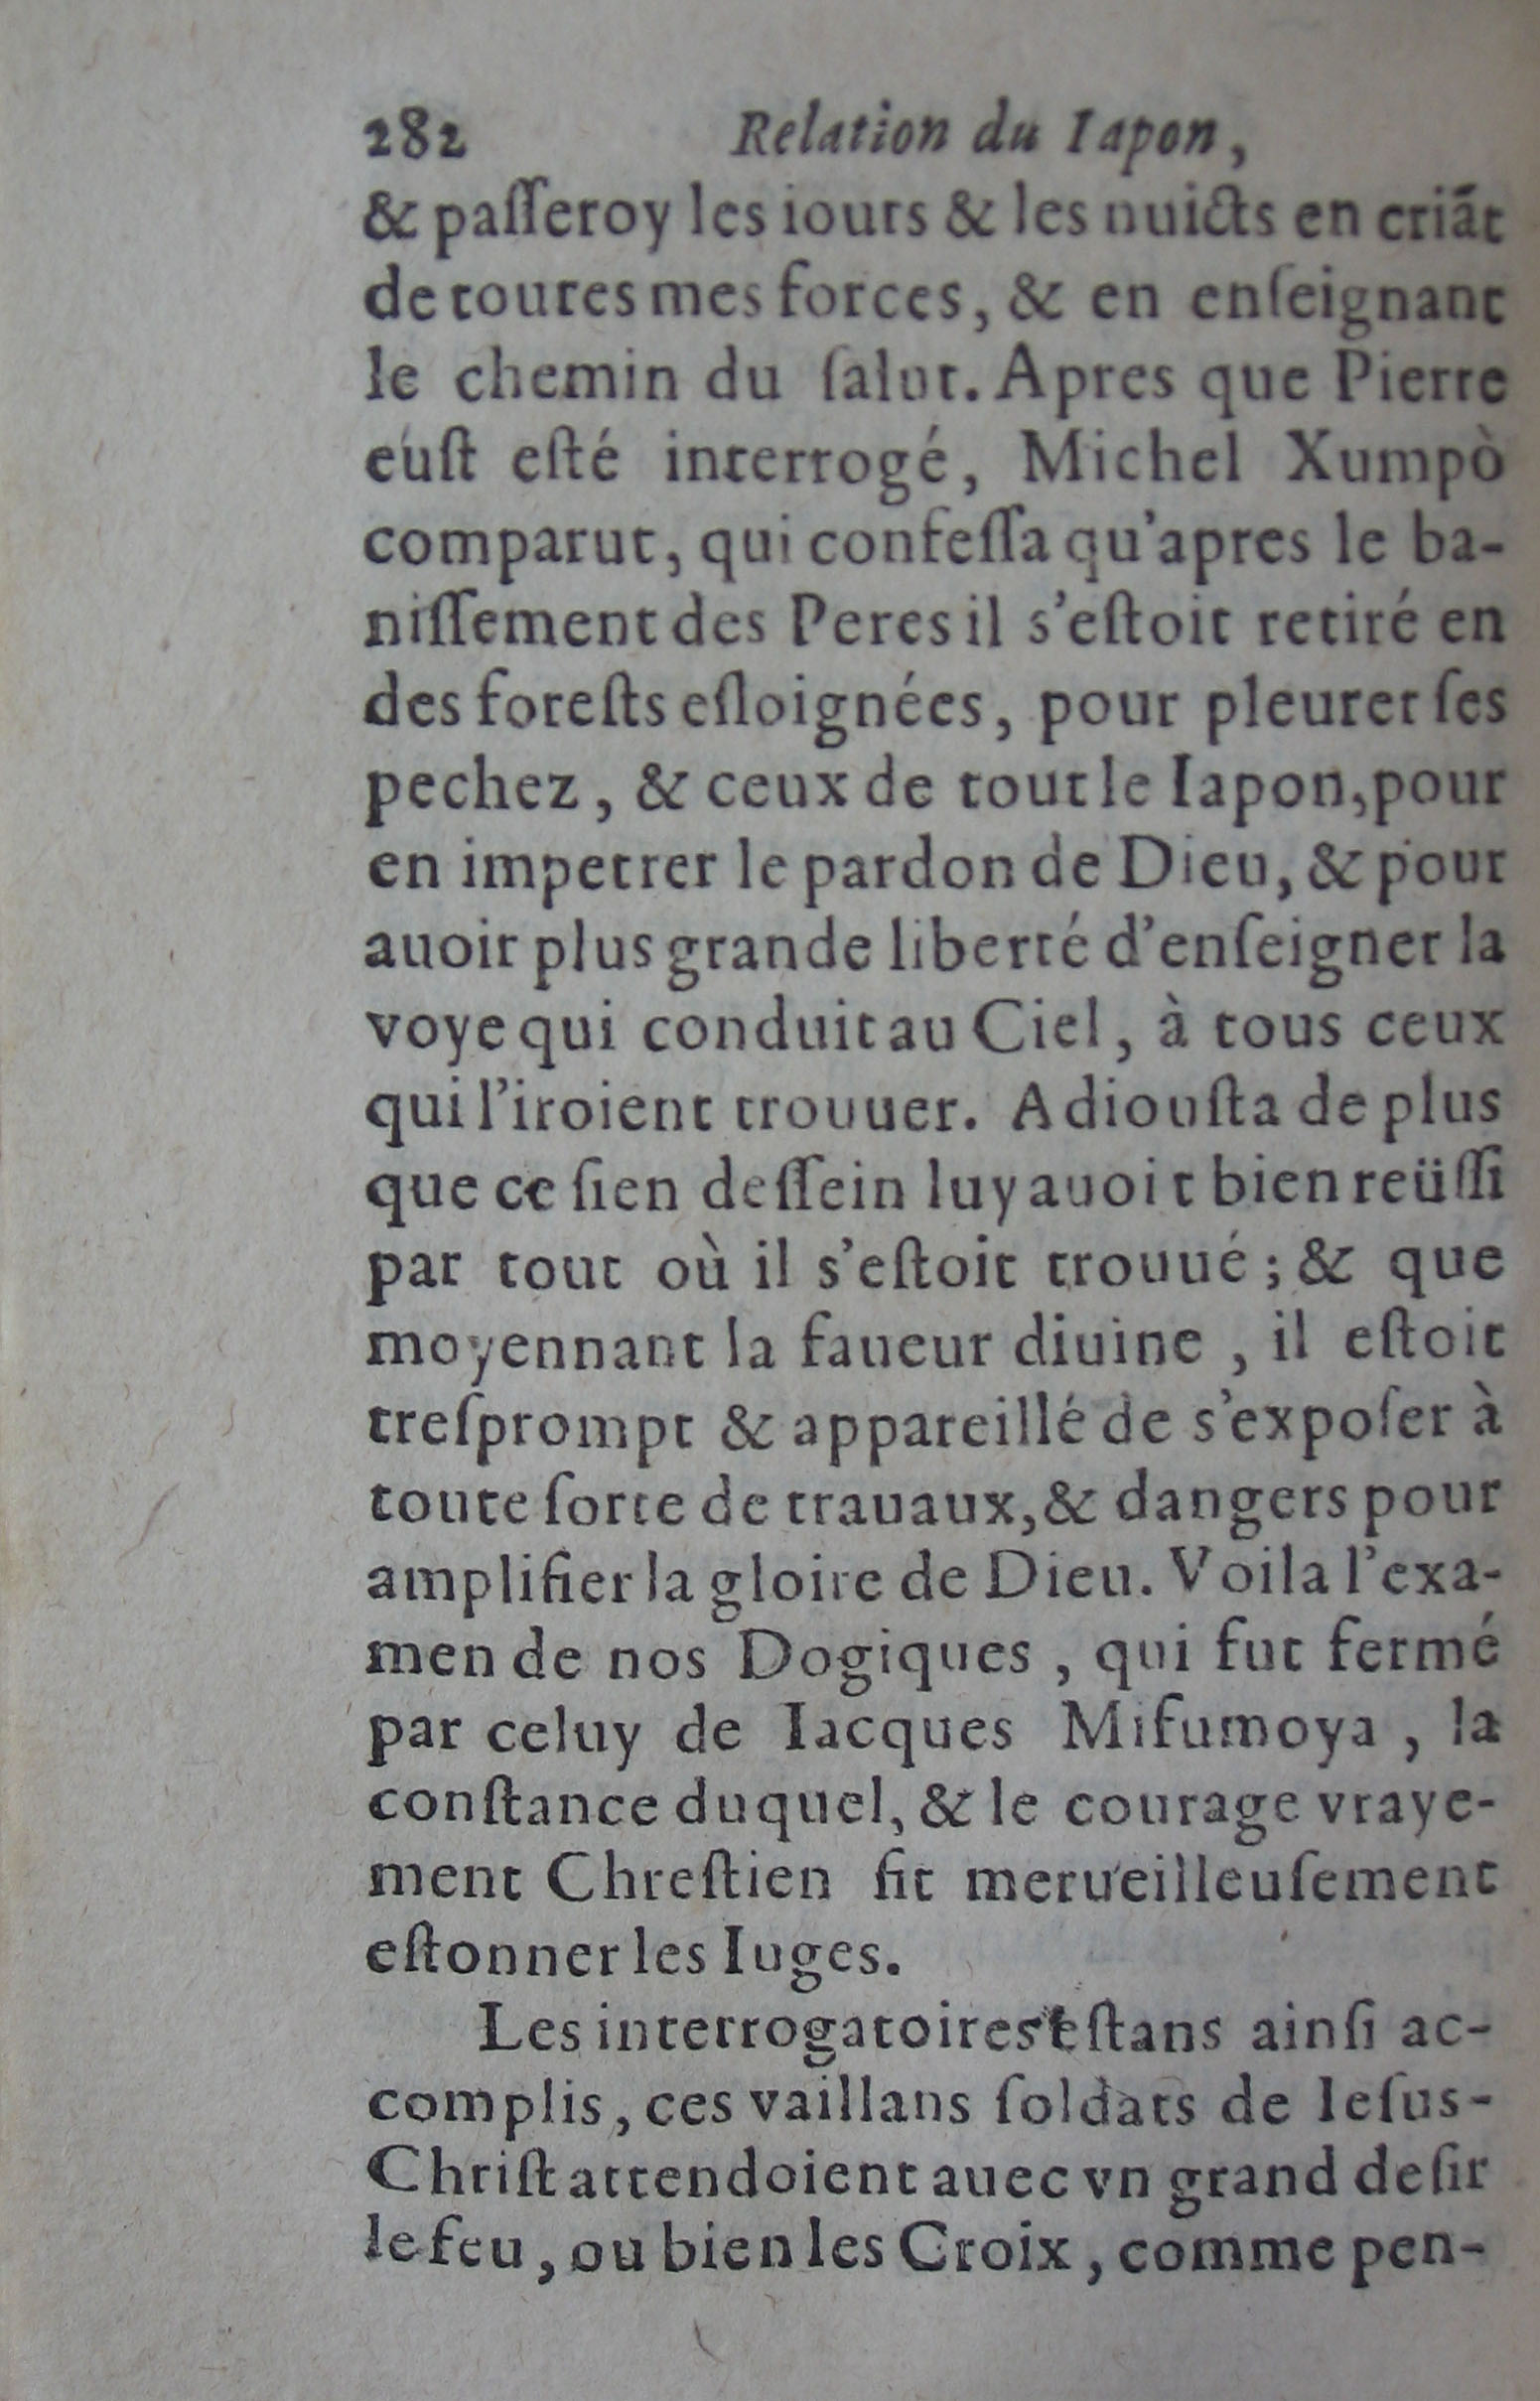 282 Relation du Iapon,
& paſſeroy les iours & les nuicts en criãt
de toutes mes forces, & en enſeignant
le chemin du ſalut. Apres que Pierre
euſt eſté interrogé, Michel Xumpò
comparut, qui confeſſa qu'apres le ba-
niſſement des Peres il s'eſtoit retiré en
des foreſts eſloignées, pour pleurer ſes
pechez, & ceux de tout le Iapon, pour
en impetrer le pardon de Dieu, & pour
auoir plus grande liberté d'enſeigner la
voye qui conduit au Ciel, à tous ceux
qui l'iroient trouuer. Adiouſta de plus
que ce ſien deſſein luy auoit bien reüſſi
par tout où il s'eſtoit trouué; & que
moyennant la faueur diuine, il eſtoit
treſprompt & appareillé de s'expoſer à
toute ſorte de trauaux, & dangers pour
amplifier la gloire de Dieu. Voila l'exa-
men de nos Dogiques, qui fut fermé
par celuy de Iacques Mifumoya, la
conſtance duquel, & le courage vraye-
ment Chreſtien fit merueilleuſement
eſtonner les Iuges.
Les interrogatoires eſtans ainſi ac-
complis, ces vaillans ſoldats de Ieſus-
Chriſt attendoient auec vn grand deſir
le feu, ou bien les Croix, comme pen-